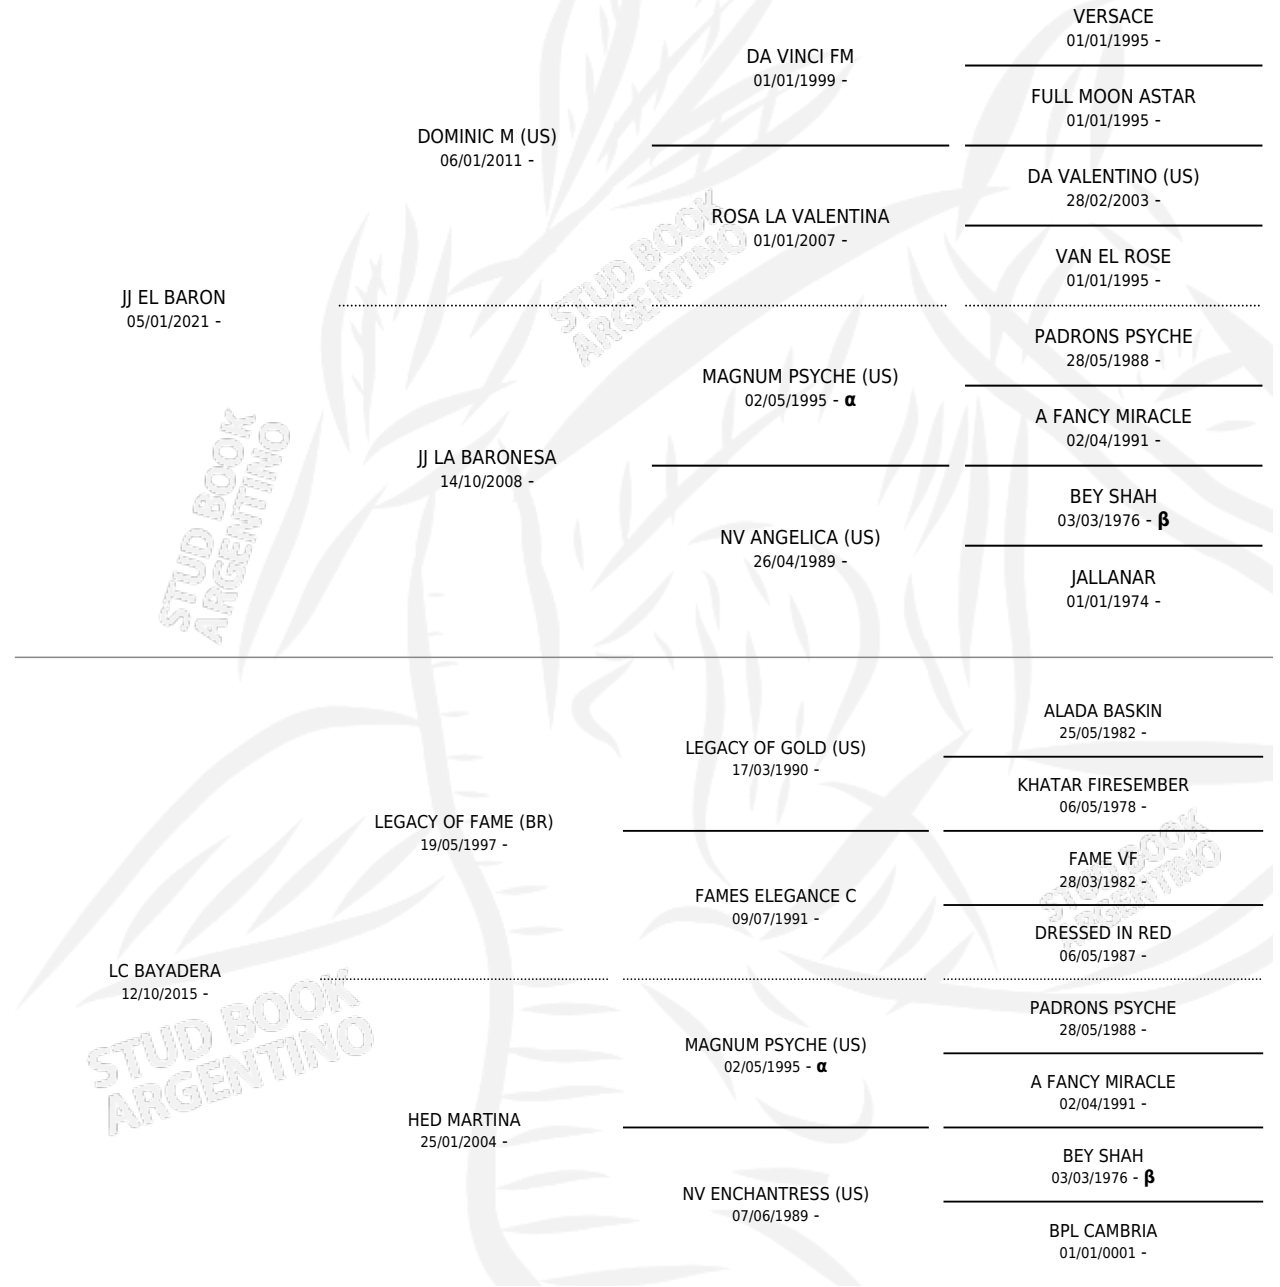 VERSACE
01/01/1995 -
DA VINCI FM
01/01/1999 -
FULL MOON ASTAR
01/01/1995 -
DOMINIC M (US)
06/01/2011 -
DA VALENTINO (US)
28/02/2003 -
ROSA LA VALENTINA
01/01/2007 -
VAN EL ROSE
01/01/1995 -
JJ EL BARON
05/01/2021 -
PADRONS PSYCHE
28/05/1988 -
MAGNUM PSYCHE (US)
02/05/1995 - α
A FANCY MIRACLE
02/04/1991 -
JJ LA BARONESA
14/10/2008 -
BEY SHAH
03/03/1976 - β
NV ANGELICA (US)
26/04/1989 -
JALLANAR
01/01/1974 -
ALADA BASKIN
25/05/1982 -
LEGACY OF GOLD (US)
17/03/1990 -
KHATAR FIRESEMBER
06/05/1978 -
LEGACY OF FAME (BR)
19/05/1997 -
FAME VF
28/03/1982 -
FAMES ELEGANCE C
09/07/1991 -
DRESSED IN RED
06/05/1987 -
LC BAYADERA
12/10/2015 -
PADRONS PSYCHE
28/05/1988 -
MAGNUM PSYCHE (US)
02/05/1995 - α
A FANCY MIRACLE
02/04/1991 -
HED MARTINA
25/01/2004 -
BEY SHAH
03/03/1976 - β
NV ENCHANTRESS (US)
07/06/1989 -
BPL CAMBRIA
01/01/0001 -
STUD BOOK
ARGENTINO
STUD BOOK
ARGENTINO
STUD BOOK
ARGENTINO
STUD BOOK
ARGENTINO